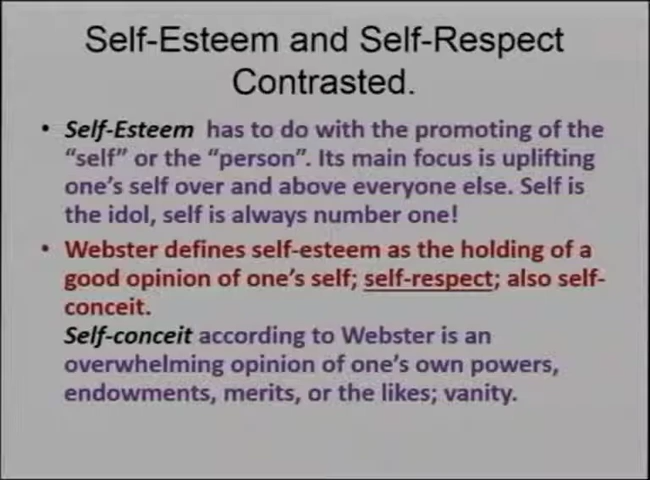 Self-Esteem and Self-Respect
Contrasted.
• Self-Esteem has to do with the promoting of the
“self” or the “person”. Its main focus is uplifting
one’s self over and above everyone else. Self is
the idol, self is always number one!
• Webster defines self-esteem as the holding of a
good opinion of one’s self; self-respect; also self-
conceit.
Self-conceit according to Webster is an
overwhelming opinion of one’s own powers,
endowments, merits, or the likes; vanity.